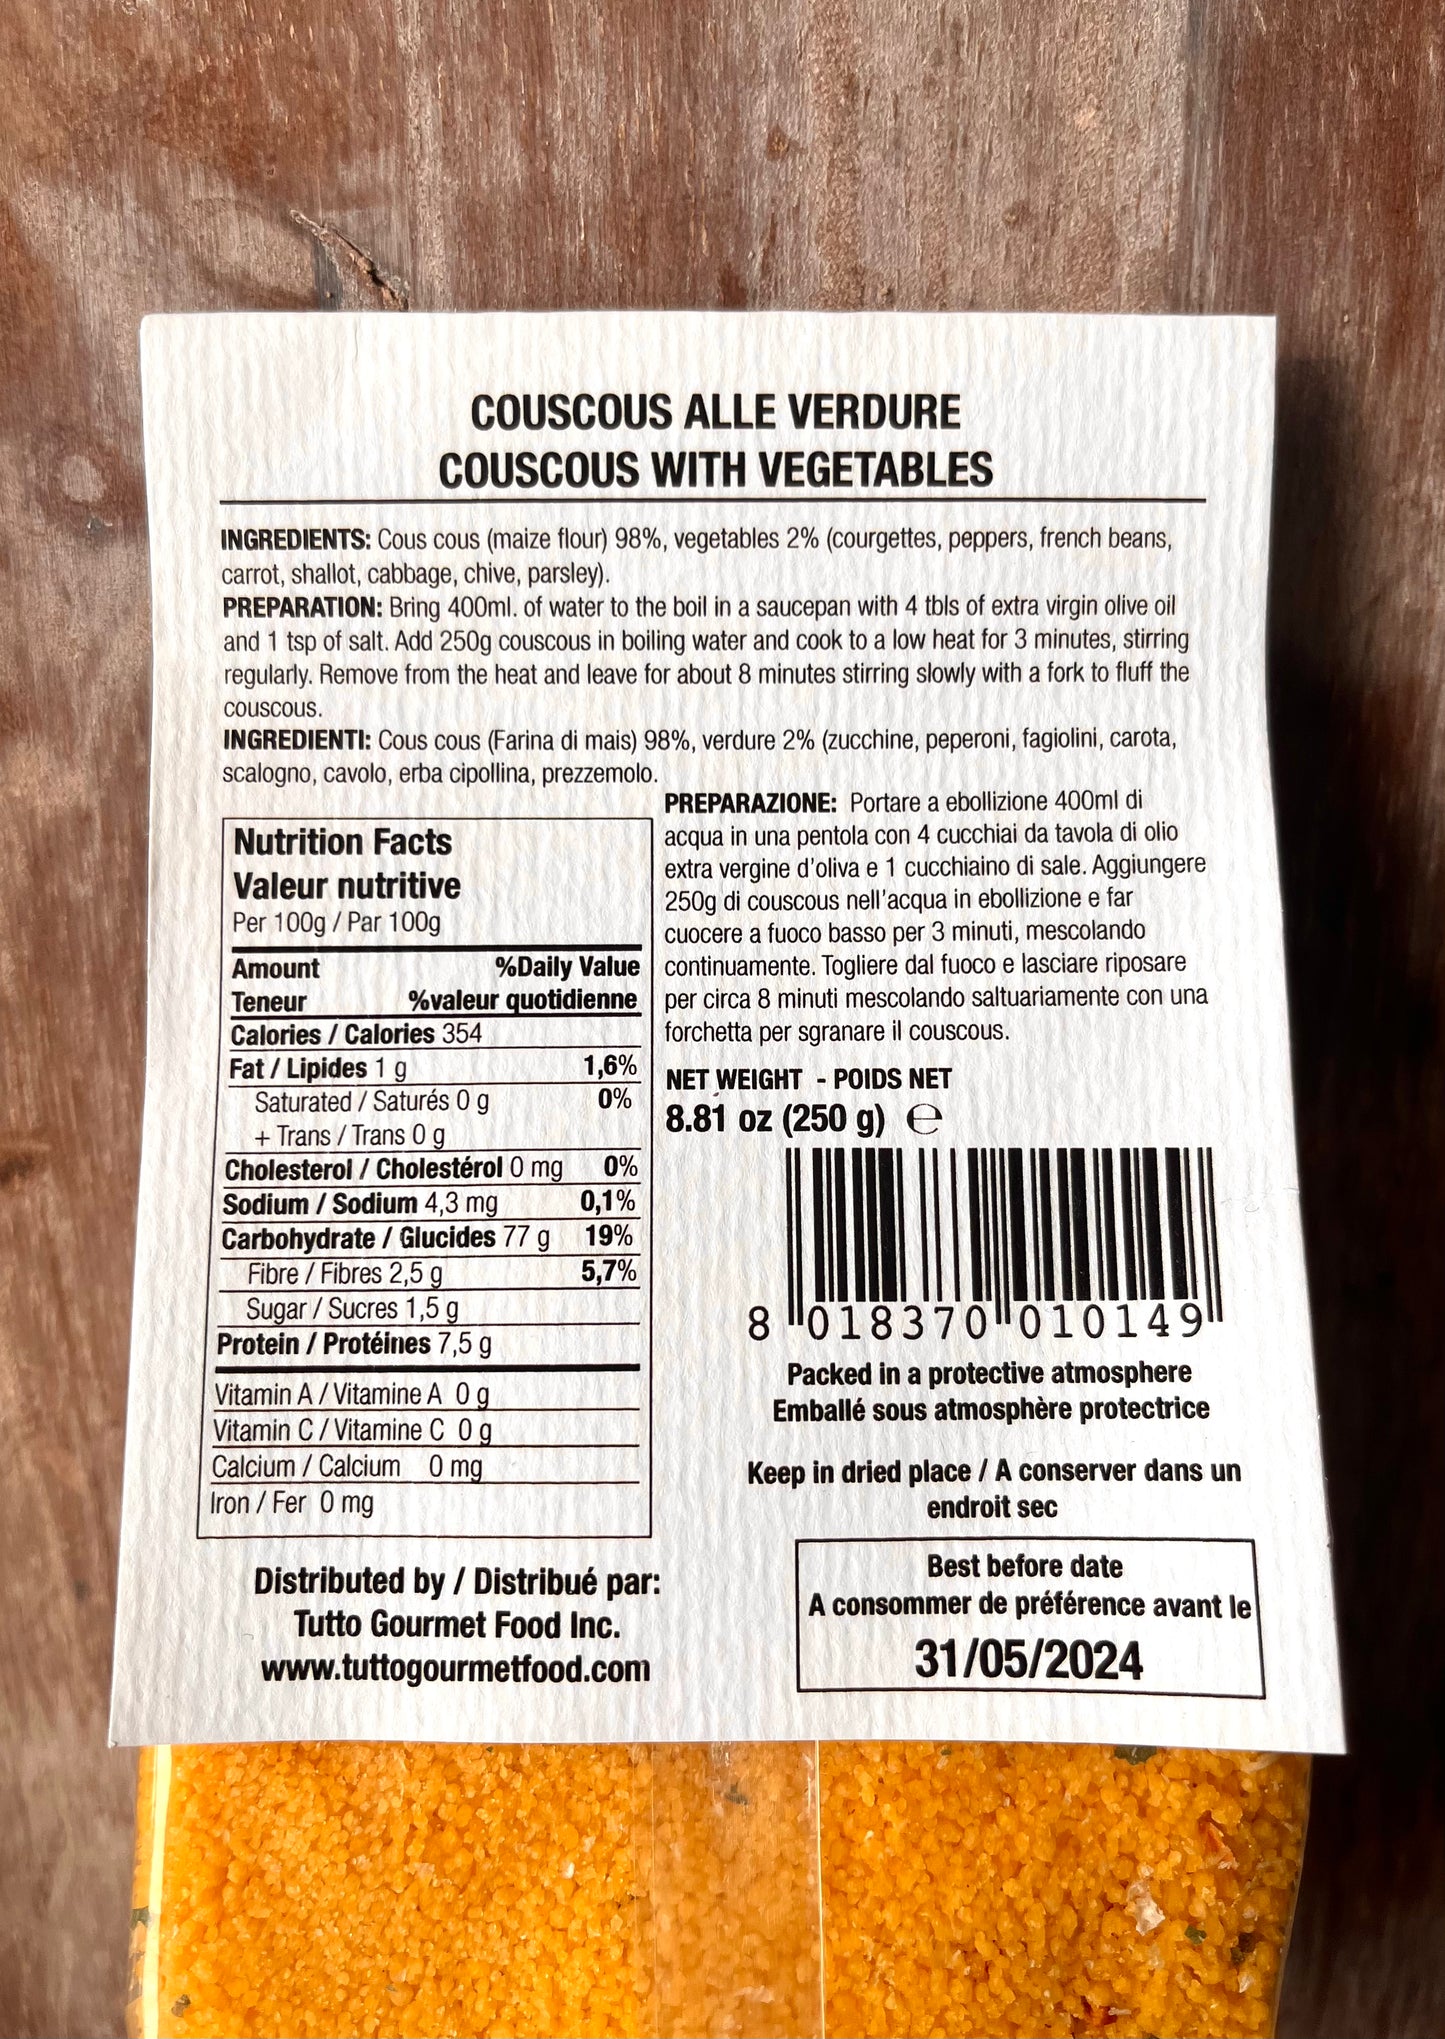 COUSCOUS ALLE VERDURE
COUSCOUS WITH VEGETABLES
INGREDIENTS: Cous cous (maize flour) 98%, vegetables 2% (courgettes, peppers, french beans,
carrot, shallot, cabbage, chive, parsley).
PREPARATION: Bring 400ml. of water to the boil in a saucepan with 4 tbls of extra virgin olive oil
and 1 tsp of salt. Add 250g couscous in boiling water and cook to a low heat for 3 minutes, stirring
regularly. Remove from the heat and leave for about 8 minutes stirring slowly with a fork to fluff the
couscous.
INGREDIENTI: Cous cous (Farina di mais) 98%, verdure 2% (zucchine, peperoni, fagiolini, carota,
scalogno, cavolo, erba cipollina, prezzemolo.
PREPARAZIONE: Portare a ebollizione 400ml di
acqua in una pentola con 4 cucchiai da tavola di olio
extra vergine d'oliva e 1 cucchiaino di sale. Aggiungere
250g di couscous nell'acqua in ebollizione e far
cuocere a fuoco basso per 3 minuti, mescolando
continuamente. Togliere dal fuoco e lasciare riposare
per circa 8 minuti mescolando saltuariamente con una
forchetta per sgranare il couscous.
Nutrition Facts
Valeur nutritive
Per 100g / Par 100g
Amount %Daily Value
Teneur %valeur quotidienne
Calories / Calories 354
Fat / Lipides 1 g 1,6%
Saturated / Saturés 0 g 0%
+ Trans / Trans 0 g
Cholesterol / Cholestérol 0 mg 0%
Sodium / Sodium 4,3 mg 0,1%
Carbohydrate / Glucides 77 g 19%
Fibre / Fibres 2,5 g 5,7%
Sugar / Sucres 1,5 g
Protein / Protéines 7,5 g
Vitamin A / Vitamine A 0 g
Vitamin C / Vitamine C 0 g
Calcium / Calcium 0 mg
Iron / Fer 0 mg
NET WEIGHT - POIDS NET
8.81 oz (250 g) ℮
8 018370 010149
Packed in a protective atmosphere
Emballé sous atmosphère protectrice
Keep in dried place / A conserver dans un
endroit sec
Best before date
A consommer de préférence avant le
31/05/2024
Distributed by / Distribué par:
Tutto Gourmet Food Inc.
www.tuttogourmetfood.com